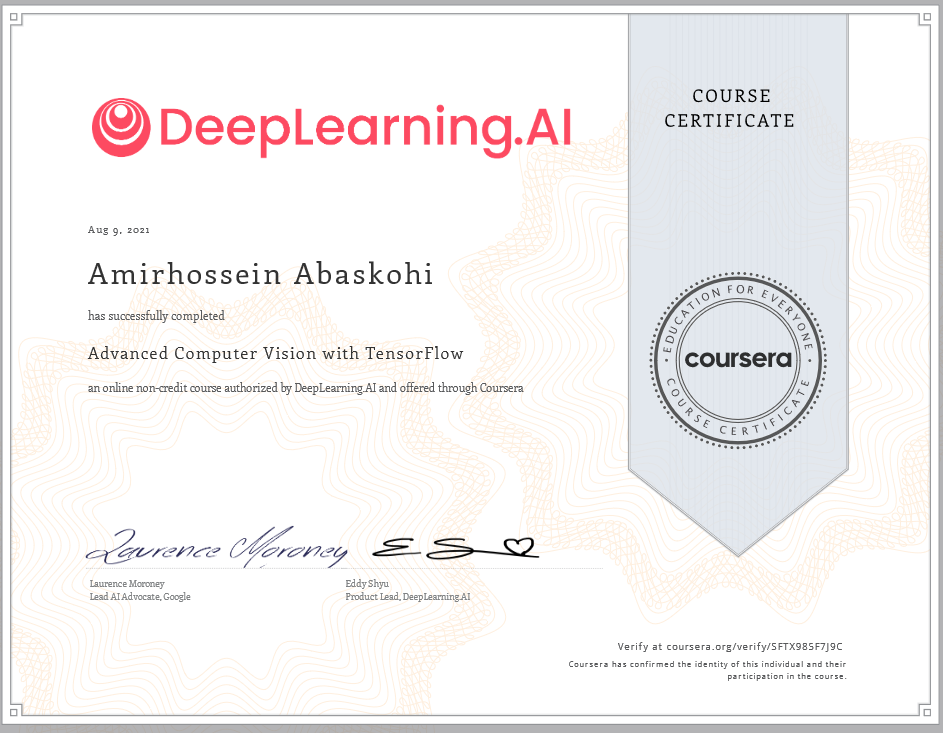 DeepLearning.AI
COURSE
CERTIFICATE
Aug 9, 2021
Amirhossein Abaskohi
has successfully completed
Advanced Computer Vision with TensorFlow
an online non-credit course authorized by DeepLearning.AI and offered through Coursera
EDUCATION FOR EVERYONE
coursera
COURSE CERTIFICATE
Laurence Moroney
E S
Laurence Moroney
Lead AI Advocate, Google
Eddy Shyu
Product Lead, DeepLearning.AI
Verify at coursera.org/verify/SFTX985F7J9C
Coursera has confirmed the identity of this individual and their
participation in the course.